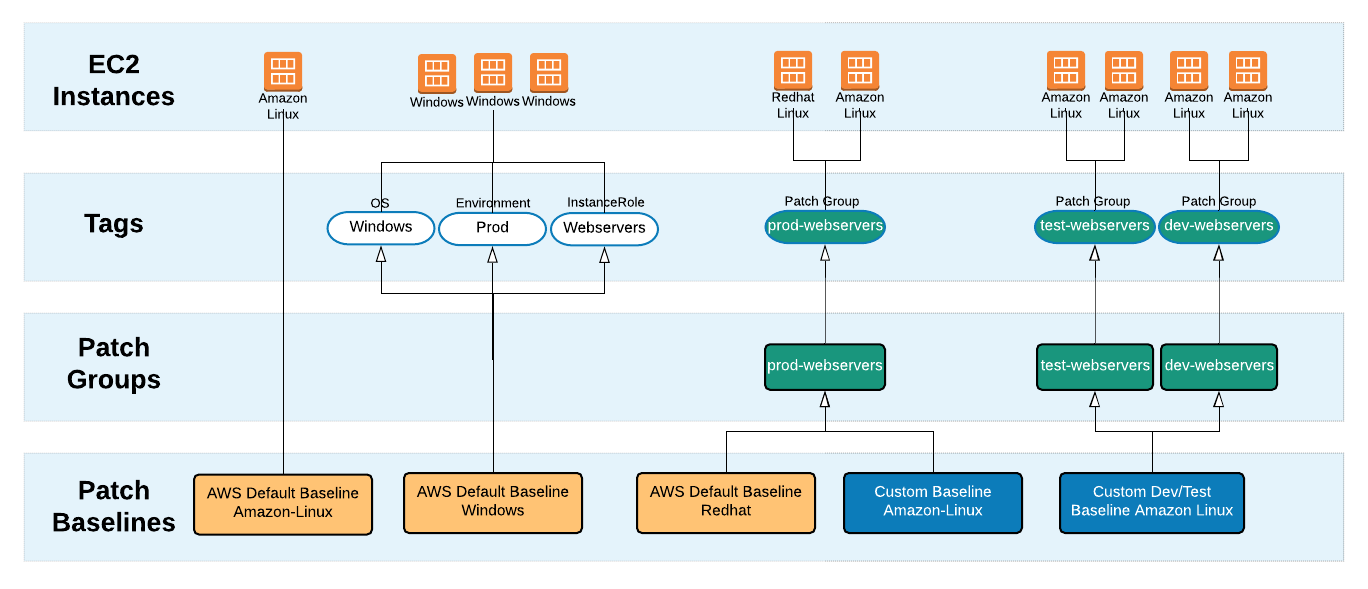 EC2
Instances
Amazon
Linux
Windows Windows Windows
Redhat
Linux
Amazon
Linux
Amazon
Linux
Amazon
Linux
Amazon
Linux
Amazon
Linux
Tags
OS
Windows
Environment
Prod
InstanceRole
Webservers
Patch Group
prod-webservers
Patch Group
test-webservers
Patch Group
dev-webservers
Patch
Groups
prod-webservers
test-webservers
dev-webservers
Patch
Baselines
AWS Default Baseline
Amazon-Linux
AWS Default Baseline
Windows
AWS Default Baseline
Redhat
Custom Baseline
Amazon-Linux
Custom Dev/Test
Baseline Amazon Linux